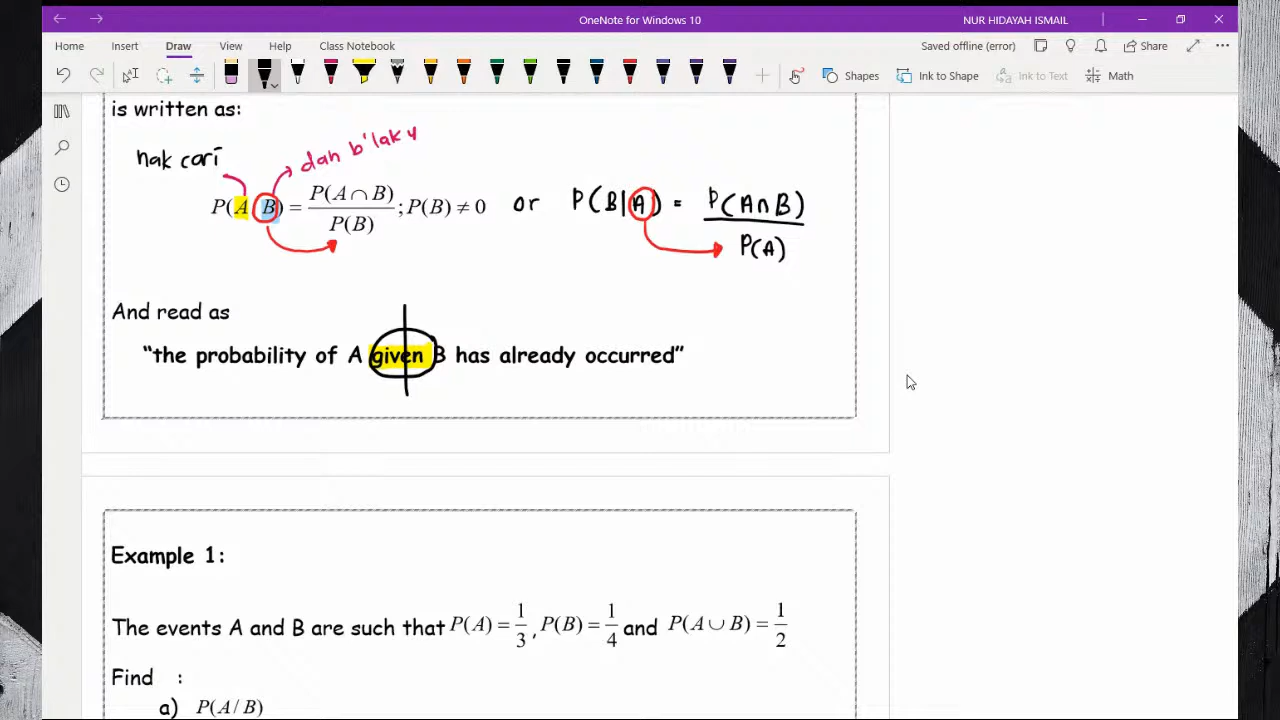 OneNote for Windows 10
NUR HIDAYAH ISMAIL
Home Insert Draw View Help Class Notebook
Saved offline (error) Share
Shapes Ink to Shape Ink to Text Math
is written as:
nak cari
dan b'laku
P(A/B) = P(A ∩ B) / P(B) ; P(B) ≠ 0 or P(B|A) = P(A∩B) / P(A)
And read as
“the probability of A given B has already occurred”
Example 1:
The events A and B are such that P(A) = 1/3, P(B) = 1/4 and P(A ∪ B) = 1/2
Find :
a) P(A / B)